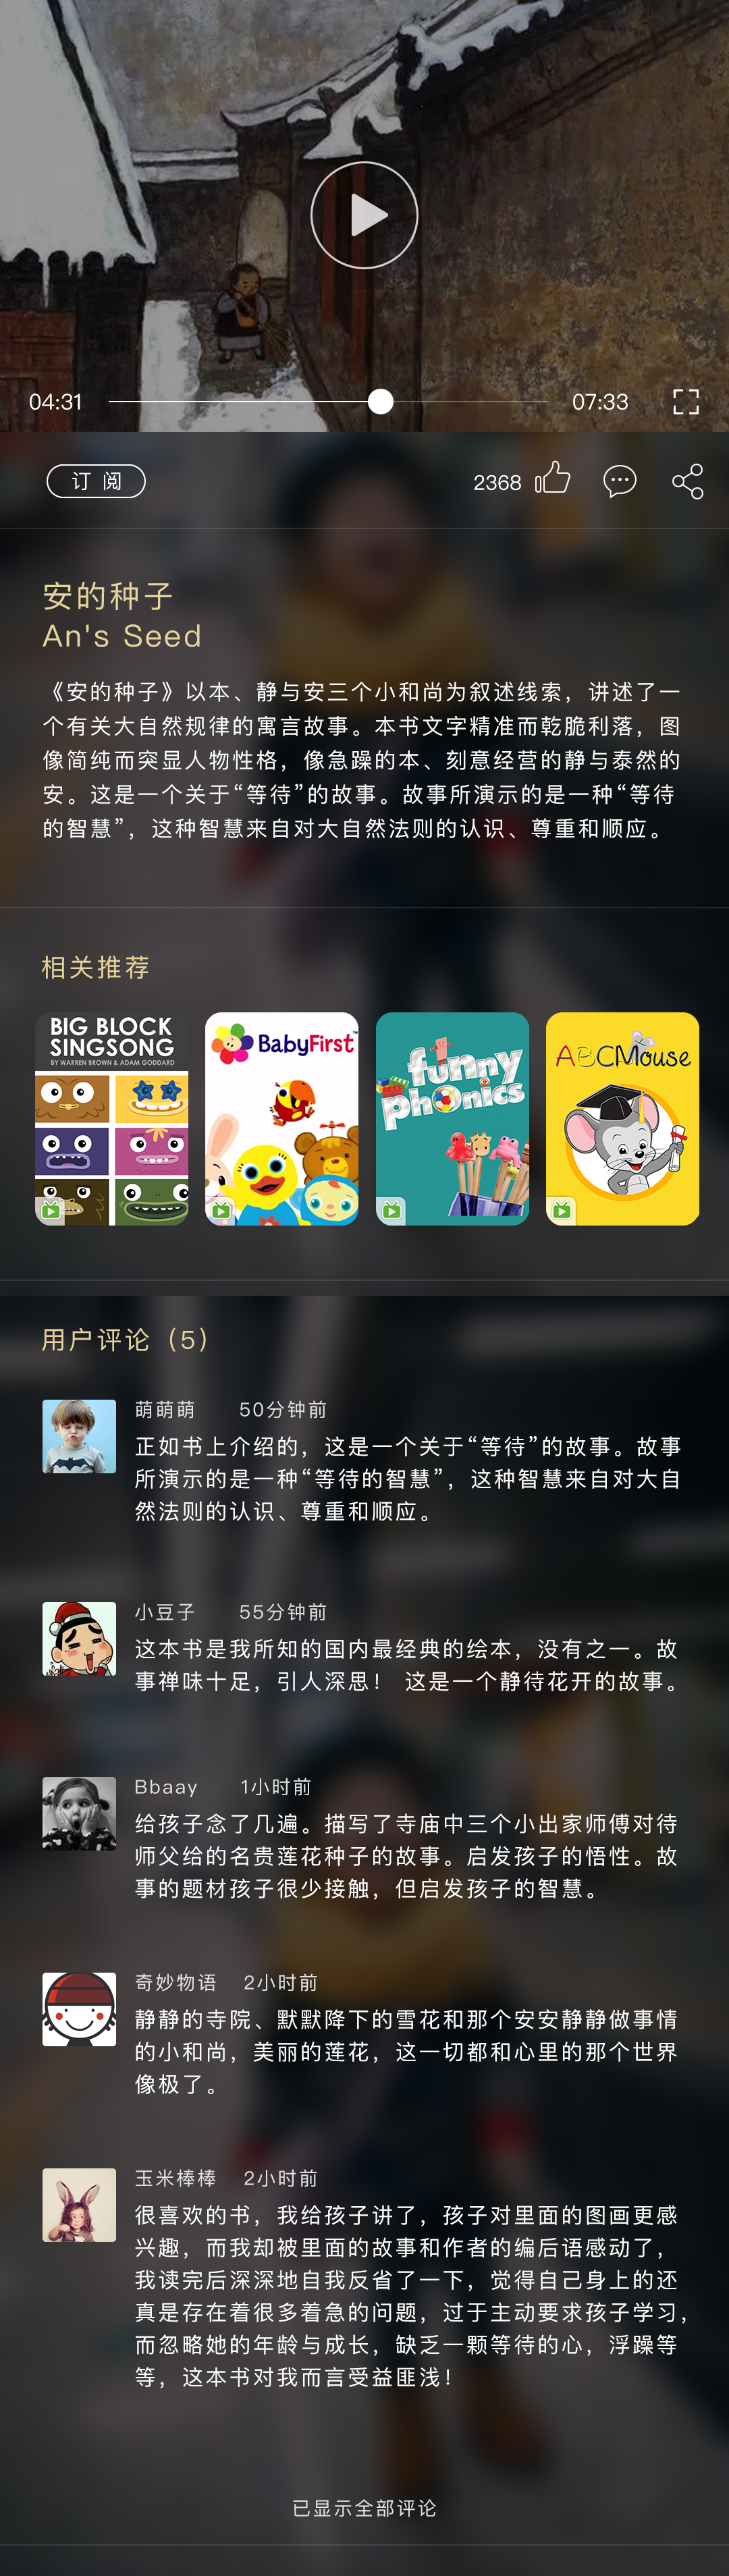 04:31
07:33
订 阅
2368
安的种子
An's Seed
《安的种子》以本、静与安三个小和尚为叙述线索，讲述了一
个有关大自然规律的寓言故事。本书文字精准而乾脆利落，图
像简纯而突显人物性格，像急躁的本、刻意经营的静与泰然的
安。这是一个关于“等待”的故事。故事所演示的是一种“等待
的智慧”，这种智慧来自对大自然法则的认识、尊重和顺应。
相关推荐
BIG BLOCK
SINGSONG
BY WARREN BROWN & ADAM GODDARD
BabyFirst™
funny
phonics
ABCMouse
用户评论（5）
萌萌萌 50分钟前
正如书上介绍的，这是一个关于“等待”的故事。故事
所演示的是一种“等待的智慧”，这种智慧来自对大自
然法则的认识、尊重和顺应。
小豆子 55分钟前
这本书是我所知的国内最经典的绘本，没有之一。故
事禅味十足，引人深思！ 这是一个静待花开的故事。
Bbaay 1小时前
给孩子念了几遍。描写了寺庙中三个小出家师傅对待
师父给的名贵莲花种子的故事。启发孩子的悟性。故
事的题材孩子很少接触，但启发孩子的智慧。
奇妙物语 2小时前
静静的寺院、默默降下的雪花和那个安安静静做事情
的小和尚，美丽的莲花，这一切都和心里的那个世界
像极了。
玉米棒棒 2小时前
很喜欢的书，我给孩子讲了，孩子对里面的图画更感
兴趣，而我却被里面的故事和作者的编后语感动了，
我读完后深深地自我反省了一下，觉得自己身上的还
真是存在着很多着急的问题，过于主动要求孩子学习，
而忽略她的年龄与成长，缺乏一颗等待的心，浮躁等
等，这本书对我而言受益匪浅！
已显示全部评论